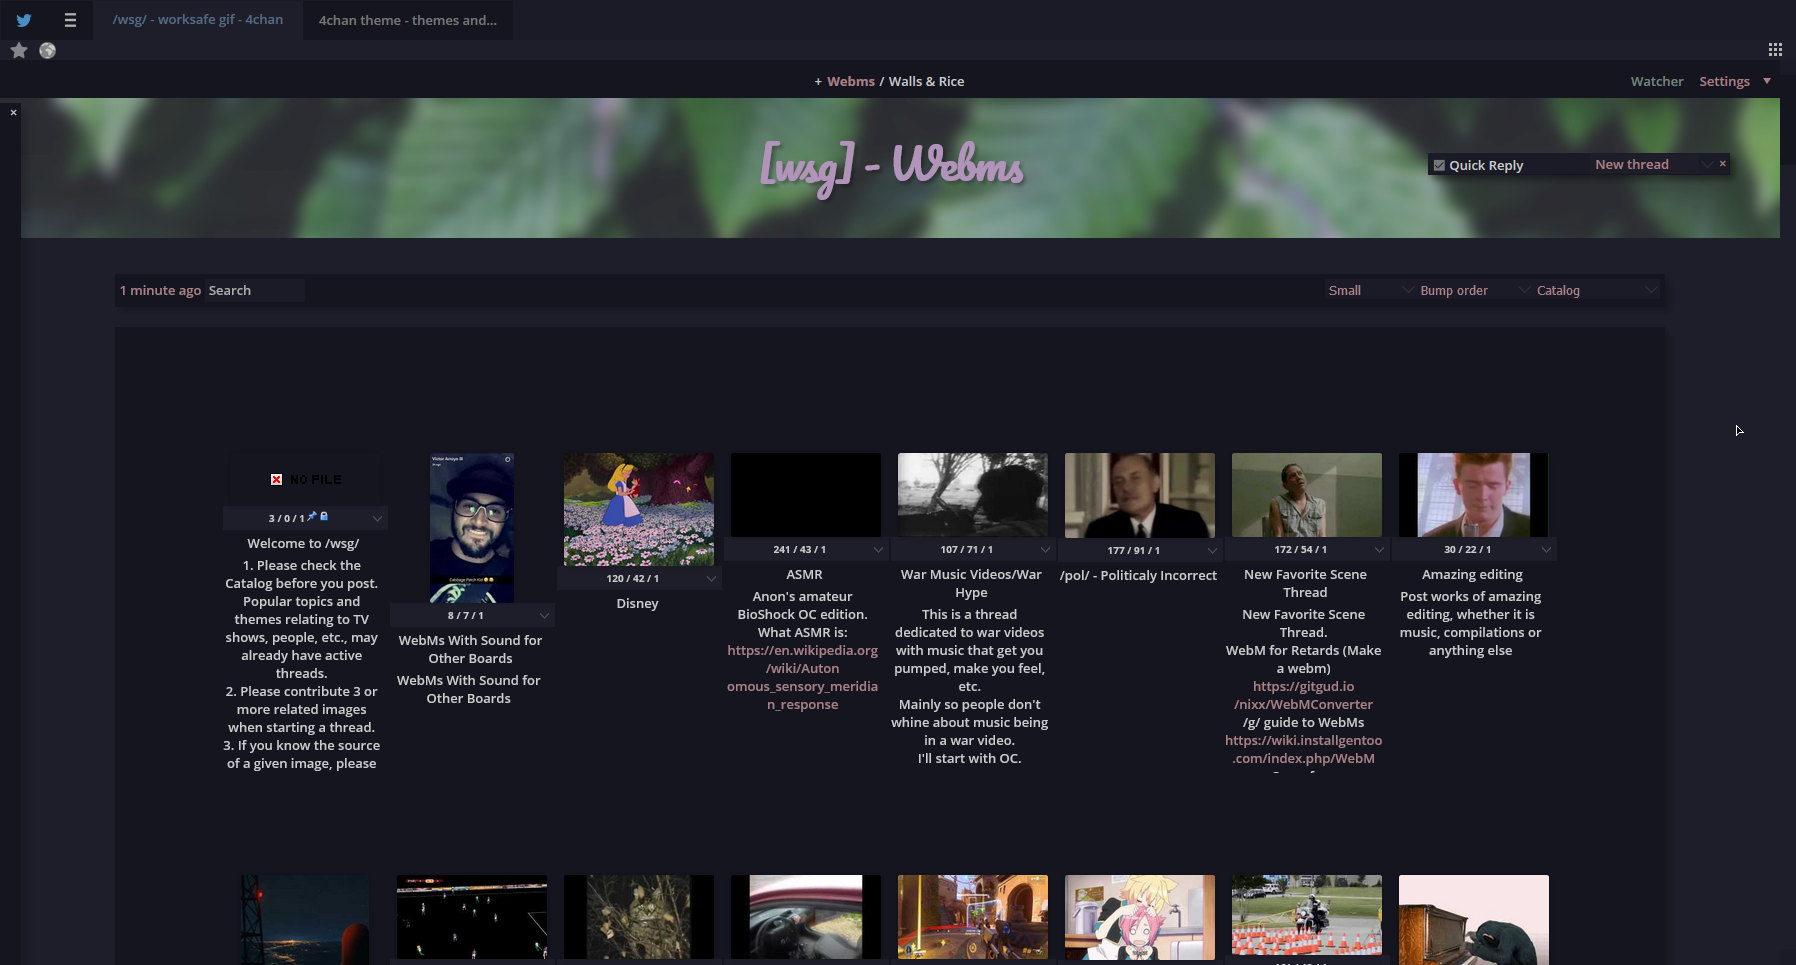 /wsg/ - worksafe gif - 4chan
4chan theme - themes and...
+ Webms / Walls & Rice
Watcher
Settings
[wsg] - Webms
Quick Reply
New thread
1 minute ago
Search
Small
Bump order
Catalog
NO FILE
3 / 0 / 1
Welcome to /wsg/
1. Please check the
Catalog before you post.
Popular topics and
themes relating to TV
shows, people, etc., may
already have active
threads.
2. Please contribute 3 or
more related images
when starting a thread.
3. If you know the source
of a given image, please
8 / 7 / 1
WebMs With Sound for
Other Boards
WebMs With Sound for
Other Boards
120 / 42 / 1
Disney
241 / 43 / 1
ASMR
Anon's amateur
BioShock OC edition.
What ASMR is:
https://en.wikipedia.org
/wiki/Auton
omous_sensory_meridia
n_response
107 / 71 / 1
War Music Videos/War
Hype
This is a thread
dedicated to war videos
with music that get you
pumped, make you feel,
etc.
Mainly so people don't
whine about music being
in a war video.
I'll start with OC.
177 / 91 / 1
/pol/ - Politicaly Incorrect
172 / 54 / 1
New Favorite Scene
Thread
New Favorite Scene
Thread.
WebM for Retards (Make
a webm)
https://gitgud.io
/nixx/WebMConverter
/g/ guide to WebMs
https://wiki.installgentoo
.com/index.php/WebM
30 / 22 / 1
Amazing editing
Post works of amazing
editing, whether it is
music, compilations or
anything else